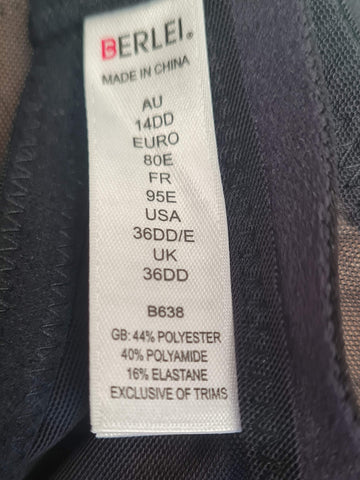 BERLEI®
MADE IN CHINA
AU
14DD
EURO
80E
FR
95E
USA
36DD/E
UK
36DD
B638
GB: 44% POLYESTER
40% POLYAMIDE
16% ELASTANE
EXCLUSIVE OF TRIMS